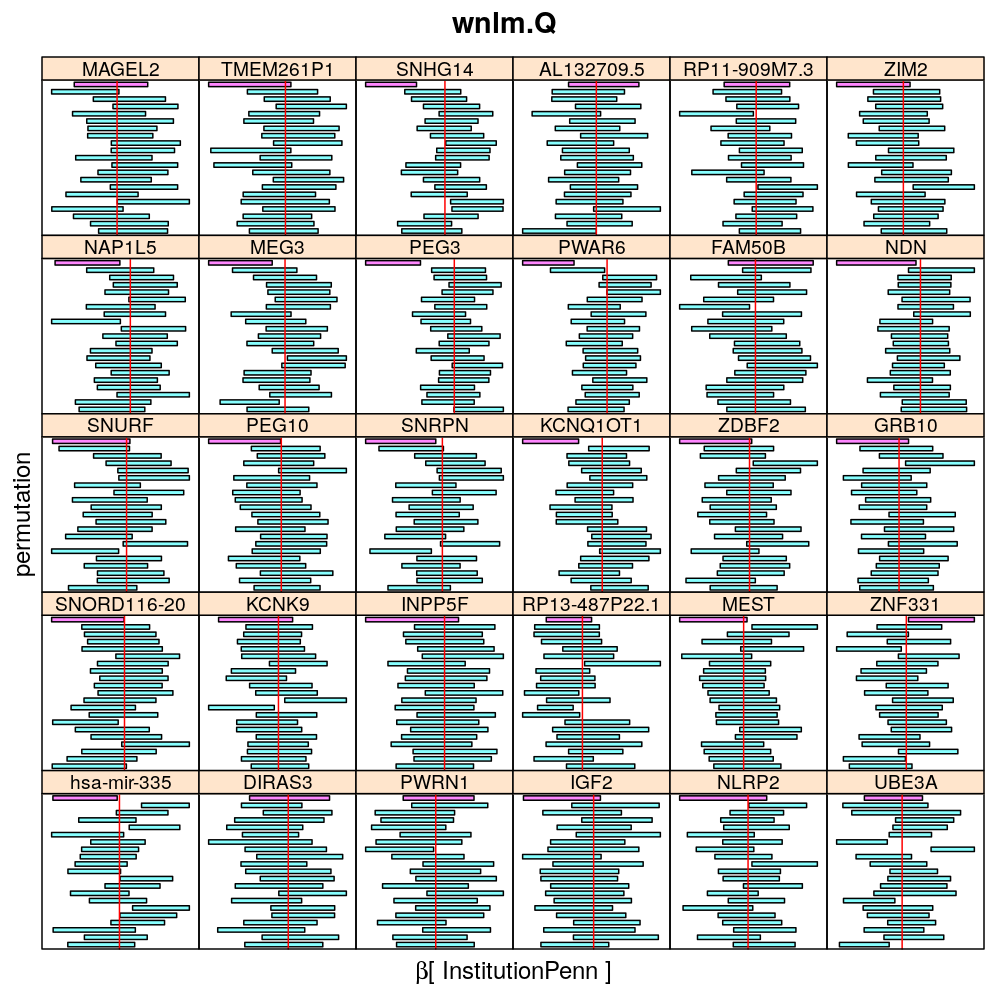 wnlm.Q
MAGEL2 TMEM261P1 SNHG14 AL132709.5 RP11-909M7.3 ZIM2
NAP1L5 MEG3 PEG3 PWAR6 FAM50B NDN
SNURF PEG10 SNRPN KCNQ1OT1 ZDBF2 GRB10
SNORD116-20 KCNK9 INPP5F RP13-487P22.1 MEST ZNF331
hsa-mir-335 DIRAS3 PWRN1 IGF2 NLRP2 UBE3A
permutation
β[ InstitutionPenn ]